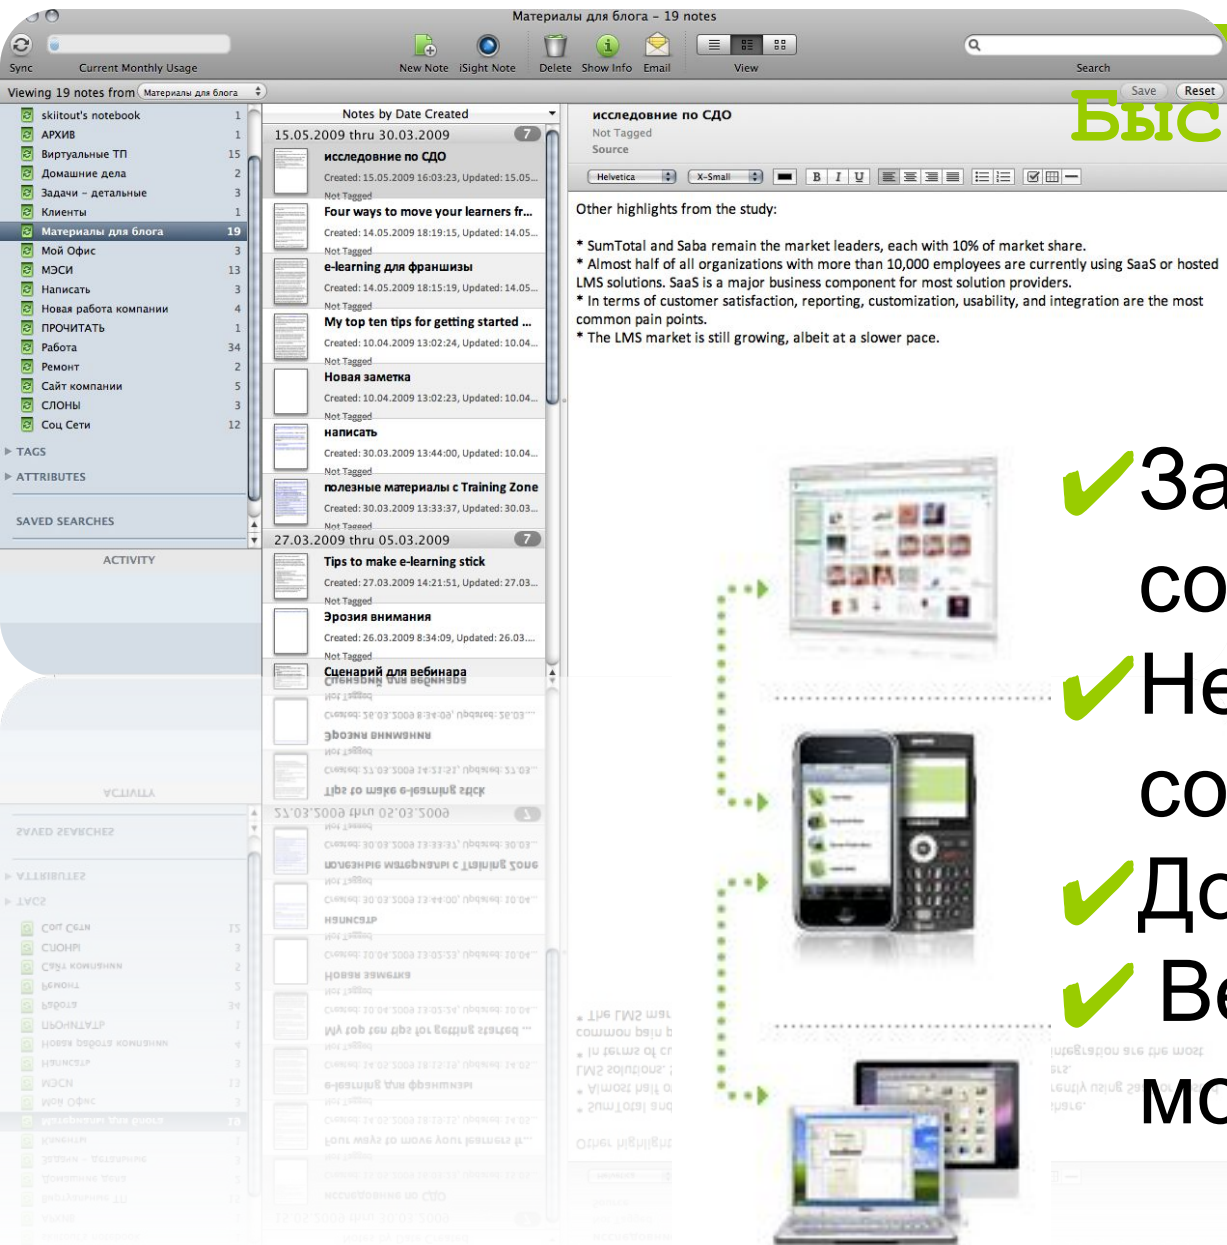 Материалы для блога – 19 notes
Sync
Current Monthly Usage
New Note
iSight Note
Delete
Show Info
Email
View
Search
Viewing 19 notes from
Материалы для блога
Save
Reset
Быс
skiitout's notebook 1
АРХИВ 1
Виртуальные ТП 15
Домашние дела 2
Задачи – детальные 3
Клиенты 1
Материалы для блога 19
Мой Офис 3
МЭСИ 13
Написать 3
Новая работа компании 4
ПРОЧИТАТЬ 1
Работа 34
Ремонт 2
Сайт компании 5
СЛОНЫ 3
Соц Сети 12
TAGS
ATTRIBUTES
SAVED SEARCHES
ACTIVITY
Notes by Date Created
15.05.2009 thru 30.03.2009 7
исследовние по СДО
Created: 15.05.2009 16:03:23, Updated: 15.05...
Not Tagged
Four ways to move your learners fr...
Created: 14.05.2009 18:19:15, Updated: 14.05...
Not Tagged
e-learning для франшизы
Created: 14.05.2009 18:15:19, Updated: 14.05...
Not Tagged
My top ten tips for getting started ...
Created: 10.04.2009 13:02:24, Updated: 10.04...
Not Tagged
Новая заметка
Created: 10.04.2009 13:02:23, Updated: 10.04...
Not Tagged
написать
Created: 30.03.2009 13:44:00, Updated: 10.04...
Not Tagged
полезные материалы с Training Zone
Created: 30.03.2009 13:33:37, Updated: 30.03...
Not Tagged
27.03.2009 thru 05.03.2009 7
Tips to make e-learning stick
Created: 27.03.2009 14:21:51, Updated: 27.03...
Not Tagged
Эрозия внимания
Created: 26.03.2009 8:34:09, Updated: 26.03....
Not Tagged
Сценарий для вебинара
исследовние по СДО
Not Tagged
Source
Helvetica
X-Small
B I U
Other highlights from the study:
* SumTotal and Saba remain the market leaders, each with 10% of market share.
* Almost half of all organizations with more than 10,000 employees are currently using SaaS or hosted
LMS solutions. SaaS is a major business component for most solution providers.
* In terms of customer satisfaction, reporting, customization, usability, and integration are the most
common pain points.
* The LMS market is still growing, albeit at a slower pace.
✔За
со
✔Не
со
✔До
✔ Ве
мо